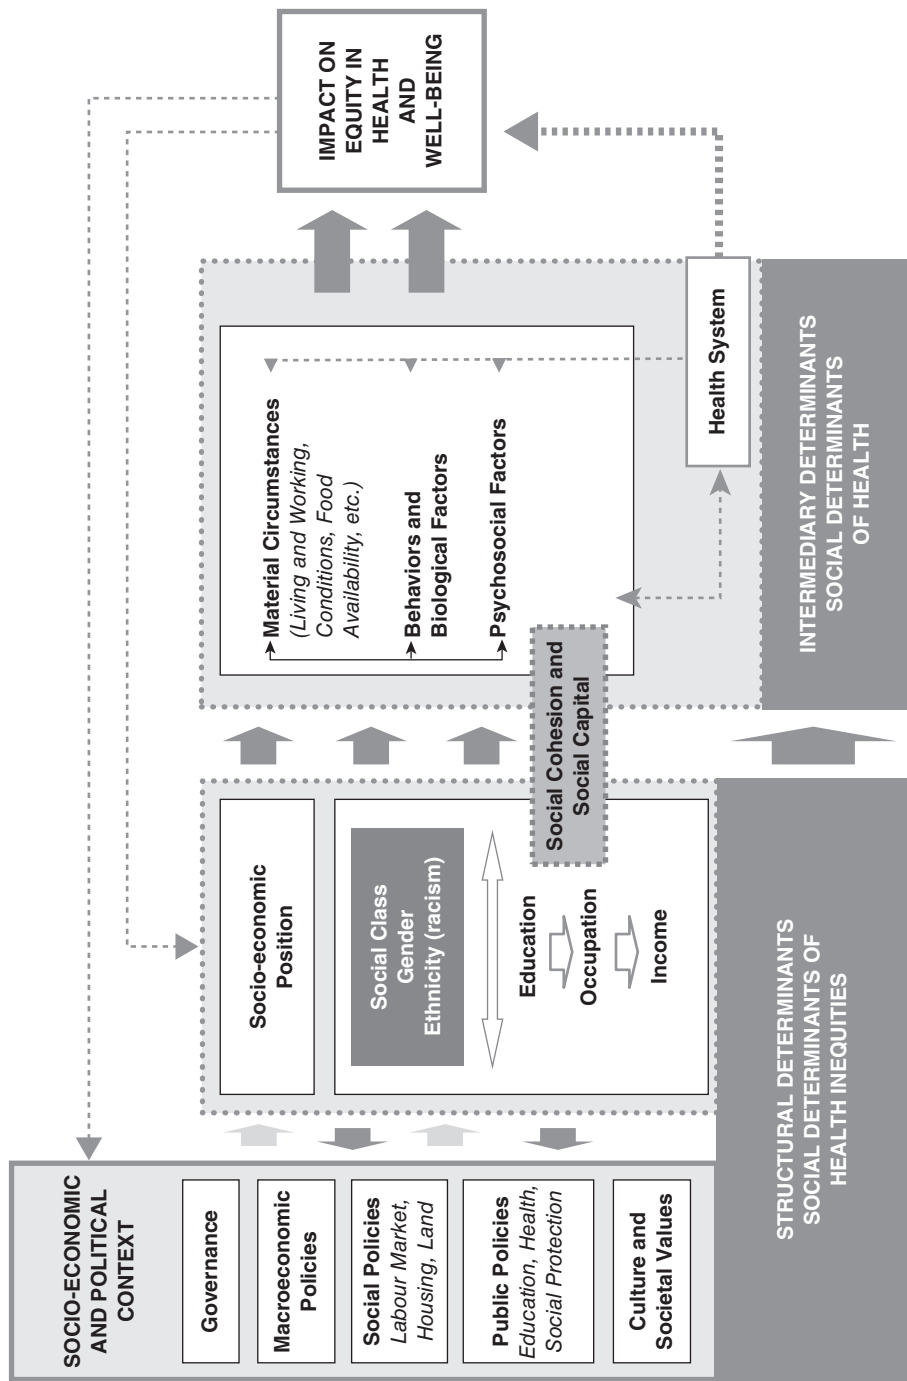 SOCIO-ECONOMIC
AND POLITICAL
CONTEXT
Governance
Macroeconomic
Policies
Social Policies
Labour Market,
Housing, Land
Public Policies
Education, Health,
Social Protection
Culture and
Societal Values
Socio-economic
Position
Social Class
Gender
Ethnicity (racism)
Education
Occupation
Income
Social Cohesion and
Social Capital
Material Circumstances
(Living and Working,
Conditions, Food
Availability, etc.)
Behaviors and
Biological Factors
Psychosocial Factors
Health System
IMPACT ON
EQUITY IN
HEALTH
AND
WELL-BEING
STRUCTURAL DETERMINANTS
SOCIAL DETERMINANTS OF
HEALTH INEQUITIES
INTERMEDIARY DETERMINANTS
SOCIAL DETERMINANTS
OF HEALTH